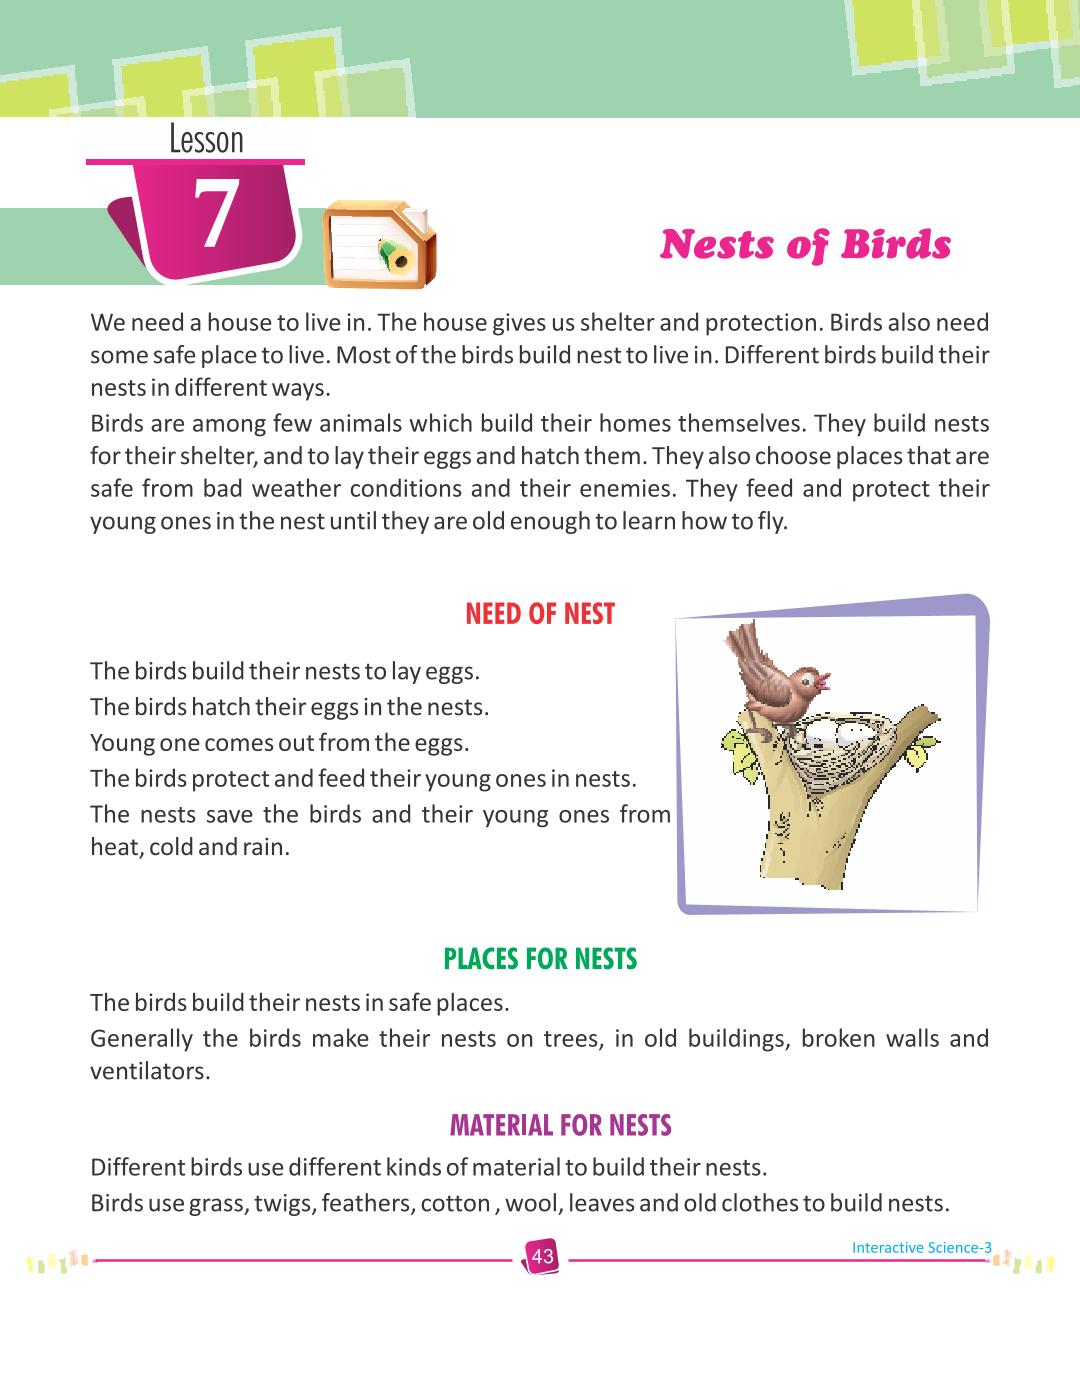 Lesson
7
Nests of Birds
We need a house to live in. The house gives us shelter and protection. Birds also need
some safe place to live. Most of the birds build nest to live in. Different birds build their
nests in different ways.
Birds are among few animals which build their homes themselves. They build nests
for their shelter, and to lay their eggs and hatch them. They also choose places that are
safe from bad weather conditions and their enemies. They feed and protect their
young ones in the nest until they are old enough to learn how to fly.
NEED OF NEST
The birds build their nests to lay eggs.
The birds hatch their eggs in the nests.
Young one comes out from the eggs.
The birds protect and feed their young ones in nests.
The nests save the birds and their young ones from
heat, cold and rain.
PLACES FOR NESTS
The birds build their nests in safe places.
Generally the birds make their nests on trees, in old buildings, broken walls and
ventilators.
MATERIAL FOR NESTS
Different birds use different kinds of material to build their nests.
Birds use grass, twigs, feathers, cotton , wool, leaves and old clothes to build nests.
Interactive Science-3
43